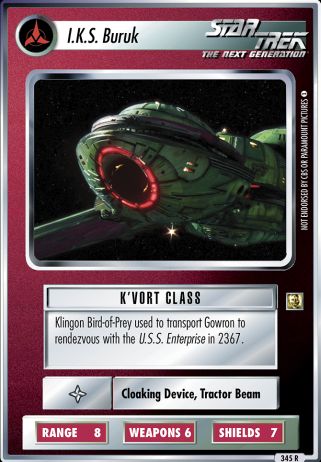 I.K.S. Buruk
STAR TREK
THE NEXT GENERATION
NOT ENDORSED BY CBS OR PARAMOUNT PICTURES
K'VORT CLASS
Klingon Bird-of-Prey used to transport Gowron to
rendezvous with the U.S.S. Enterprise in 2367.
Cloaking Device, Tractor Beam
RANGE 8
WEAPONS 6
SHIELDS 7
345 R